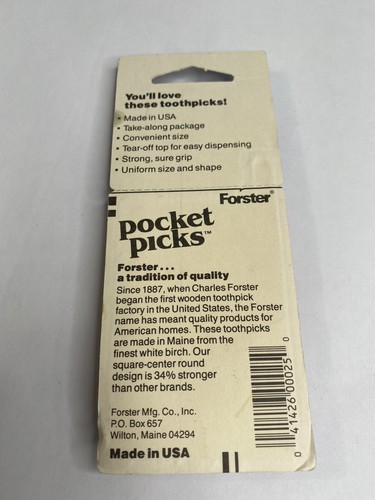 You'll love
these toothpicks!
• Made in USA
• Take-along package
• Convenient size
• Tear-off top for easy dispensing
• Strong, sure grip
• Uniform size and shape
Forster®
pocket
picks™
Forster...
a tradition of quality
Since 1887, when Charles Forster
began the first wooden toothpick
factory in the United States, the Forster
name has meant quality products for
American homes. These toothpicks
are made in Maine from the
finest white birch. Our
square-center round
design is 34% stronger
than other brands.
Forster Mfg. Co., Inc.
P.O. Box 657
Wilton, Maine 04294
Made in USA
0 41426 00025 0